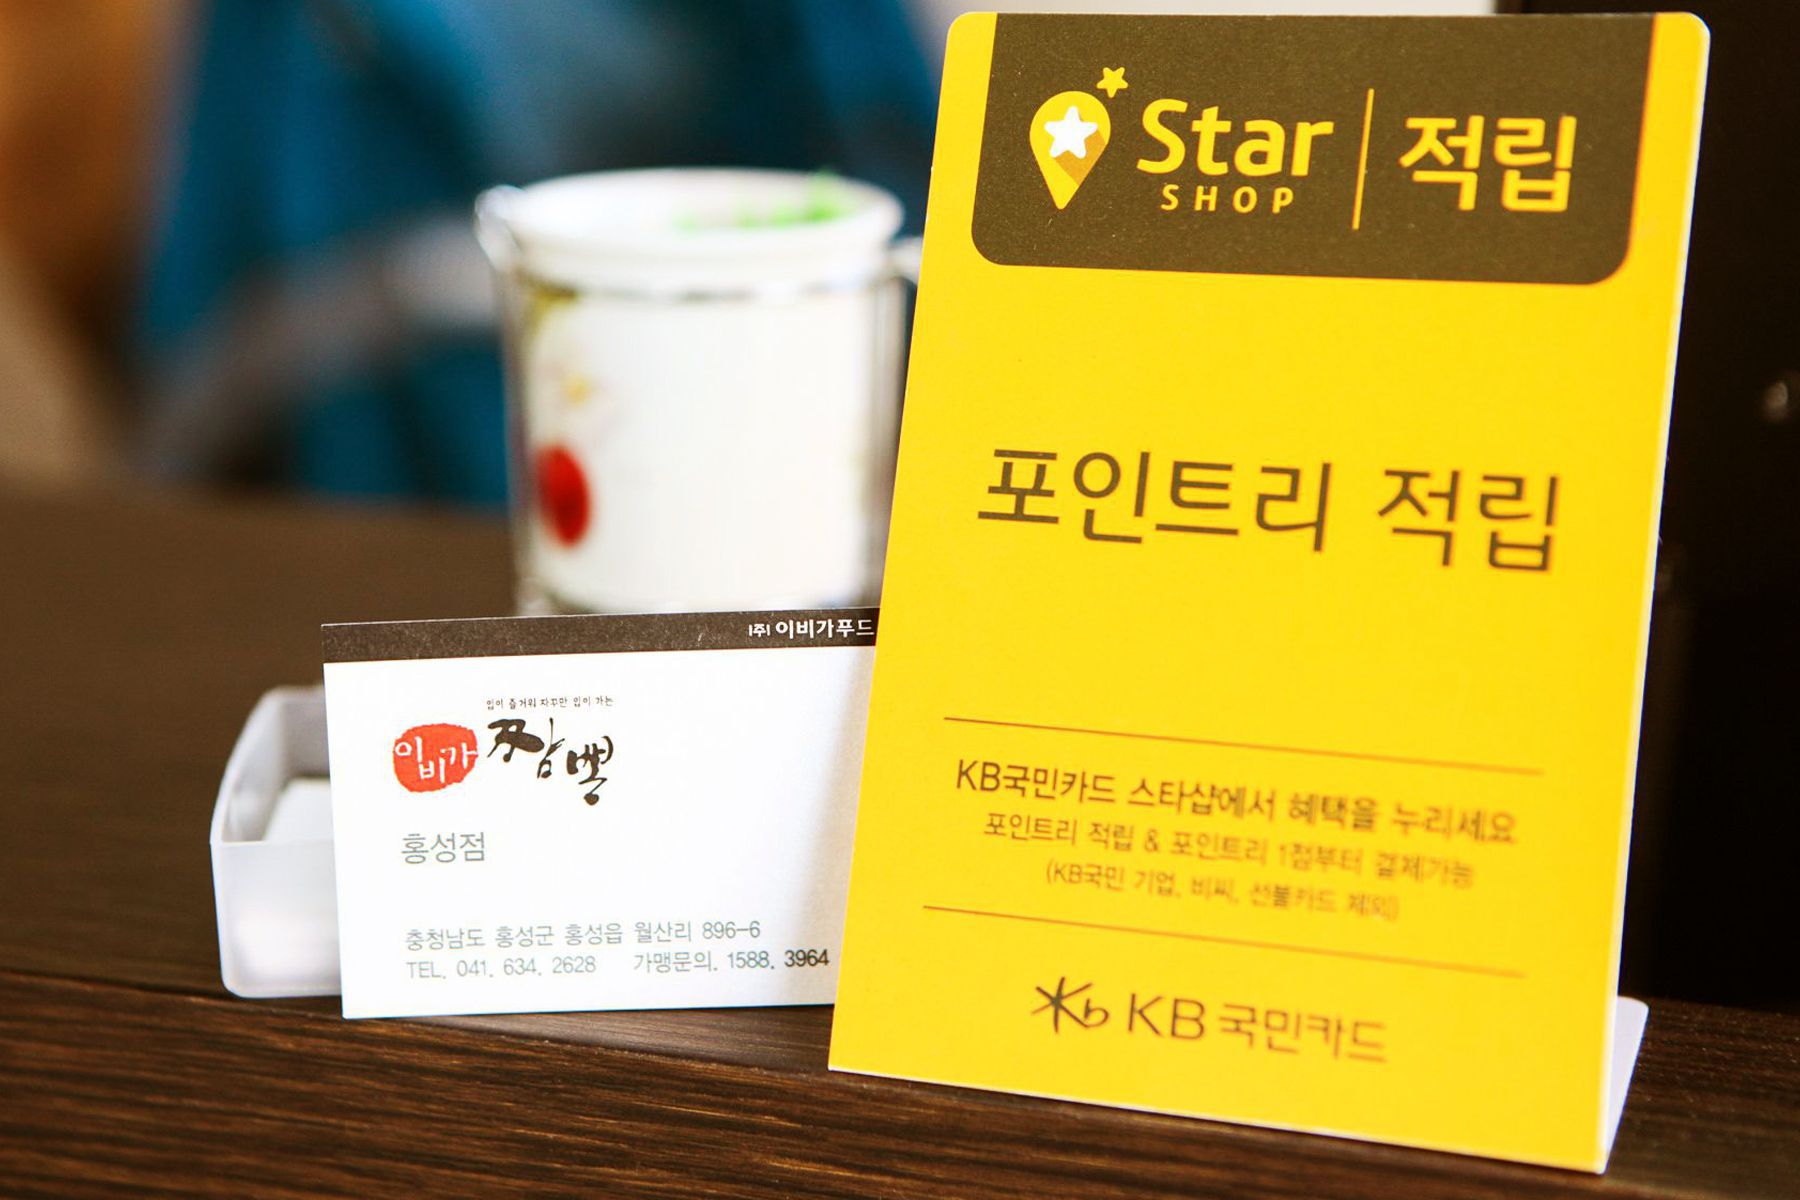 Star
SHOP
적립
포인트리 적립
KB국민카드 스타샵에서 혜택을 누리세요
포인트리 적립 & 포인트리 1점부터 결제가능
(KB국민 기업, 비씨, 선불카드 제외)
KB 국민카드
(주) 이비가푸드
입이 즐거워 자꾸만 입이 가는
이비가
짬뽕
홍성점
충청남도 홍성군 홍성읍 월산리 896-6
TEL. 041. 634. 2628 가맹문의. 1588. 3964